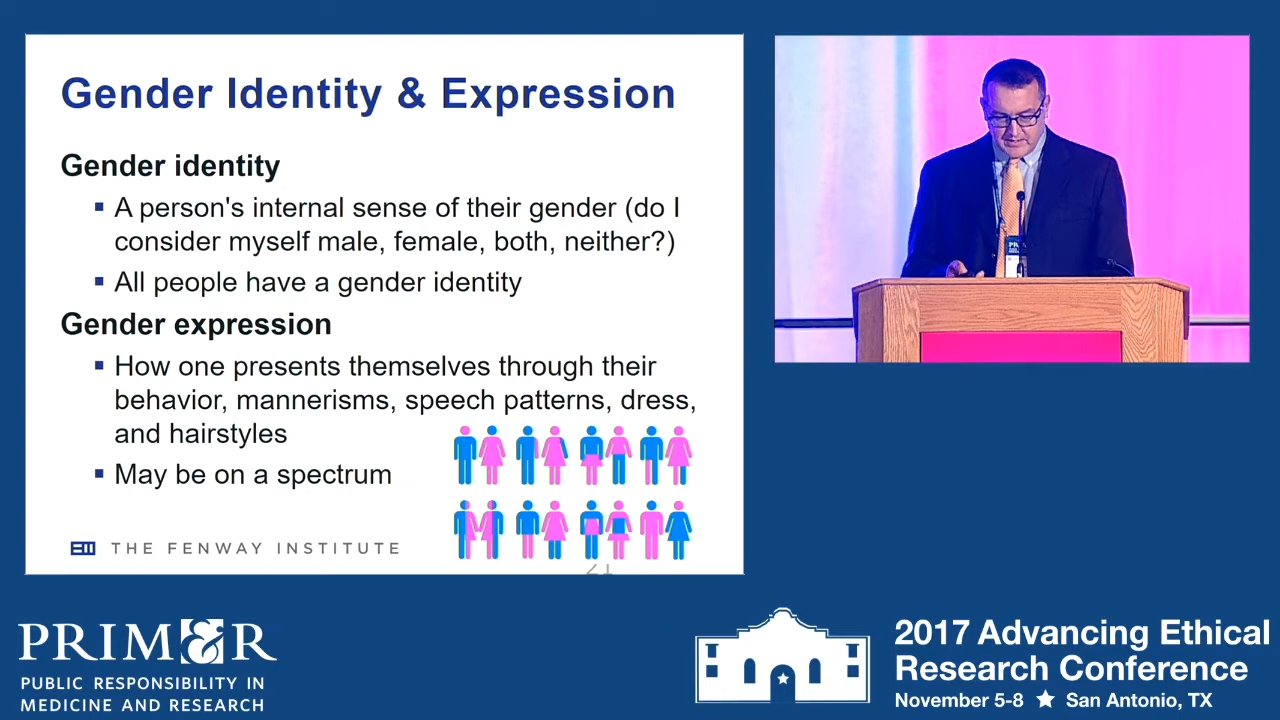 Gender Identity & Expression
Gender identity
A person's internal sense of their gender (do I
consider myself male, female, both, neither?)
All people have a gender identity
Gender expression
How one presents themselves through their
behavior, mannerisms, speech patterns, dress,
and hairstyles
May be on a spectrum
THE FENWAY INSTITUTE
PRIM&R
PUBLIC RESPONSIBILITY IN
MEDICINE AND RESEARCH
2017 Advancing Ethical
Research Conference
November 5-8 ★ San Antonio, TX